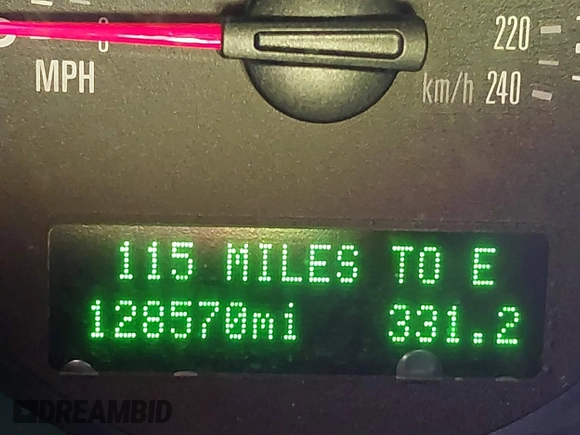 0
MPH
220
km/h 240
115 MILES TO E
128570mi 331.2
DREAMBID